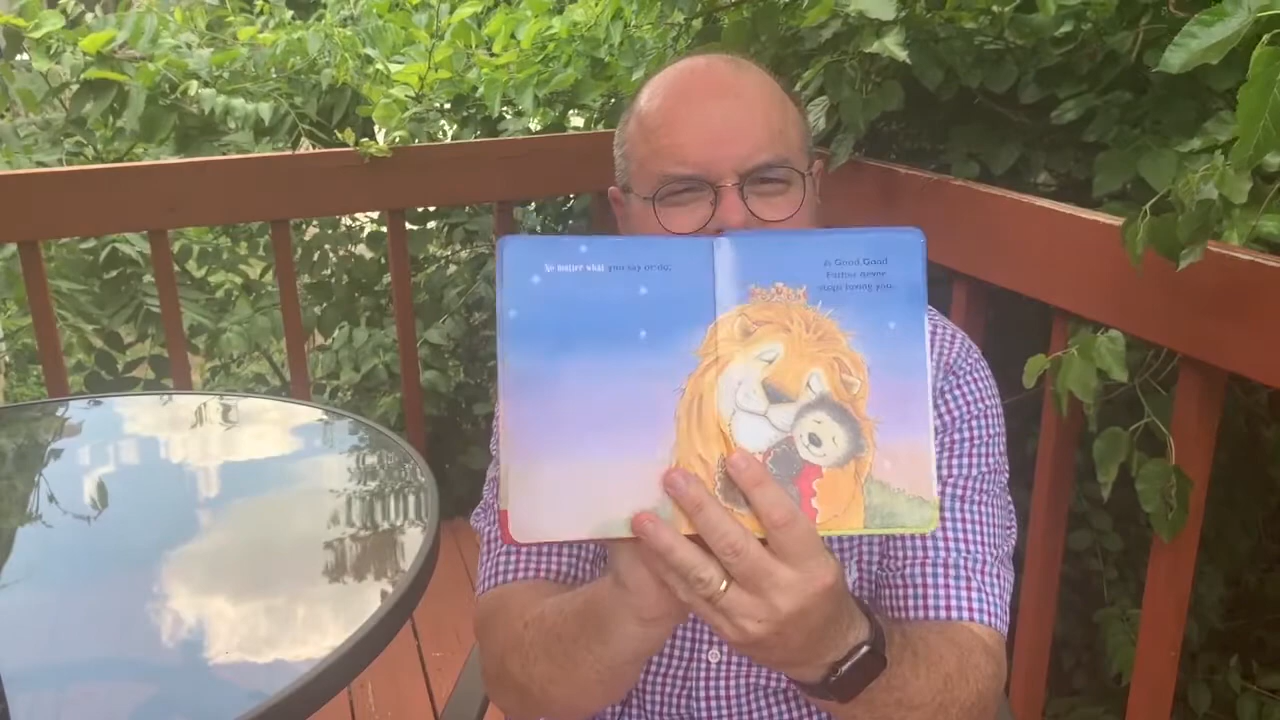 No matter what you say or do,
A Good, Good
Father never
stops loving you.